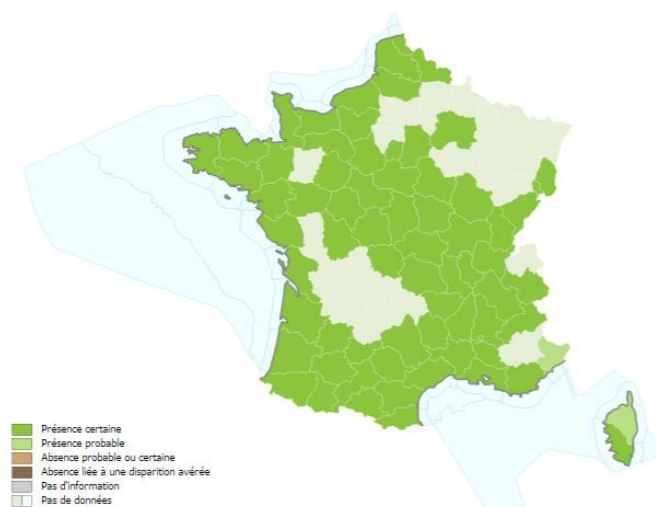 Présence certaine
Présence probable
Absence probable ou certaine
Absence liée à une disparition avérée
Pas d'information
Pas de données